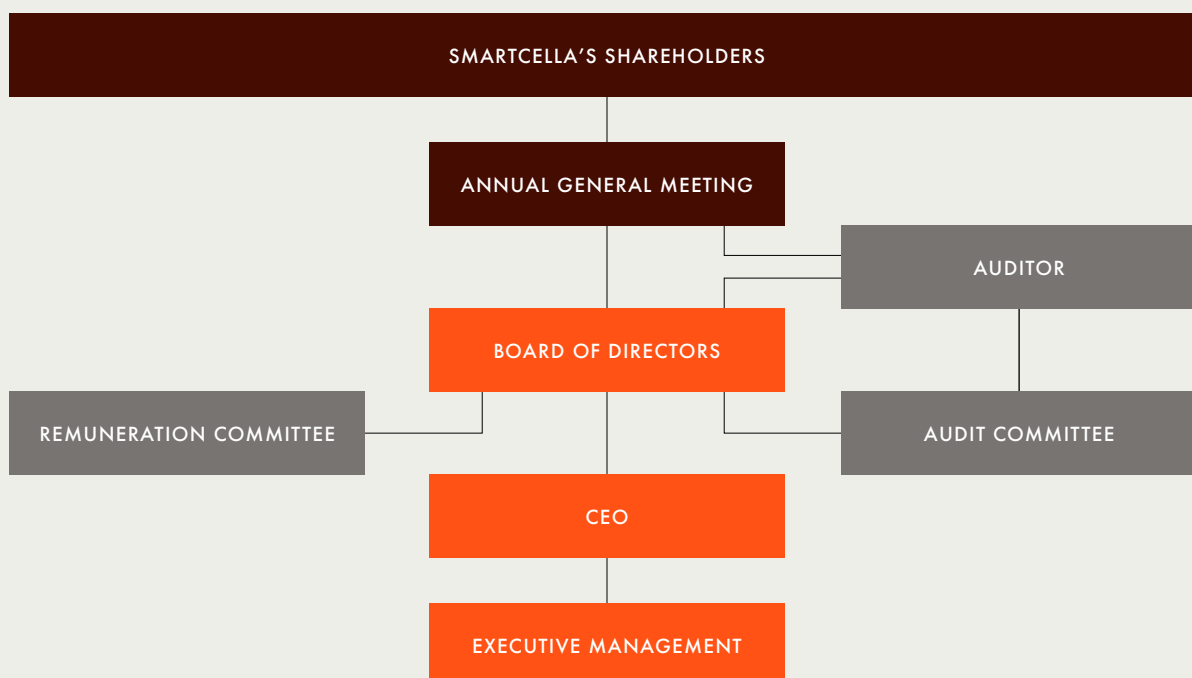 SMARTCELLA’S SHAREHOLDERS
ANNUAL GENERAL MEETING
AUDITOR
BOARD OF DIRECTORS
REMUNERATION COMMITTEE
AUDIT COMMITTEE
CEO
EXECUTIVE MANAGEMENT